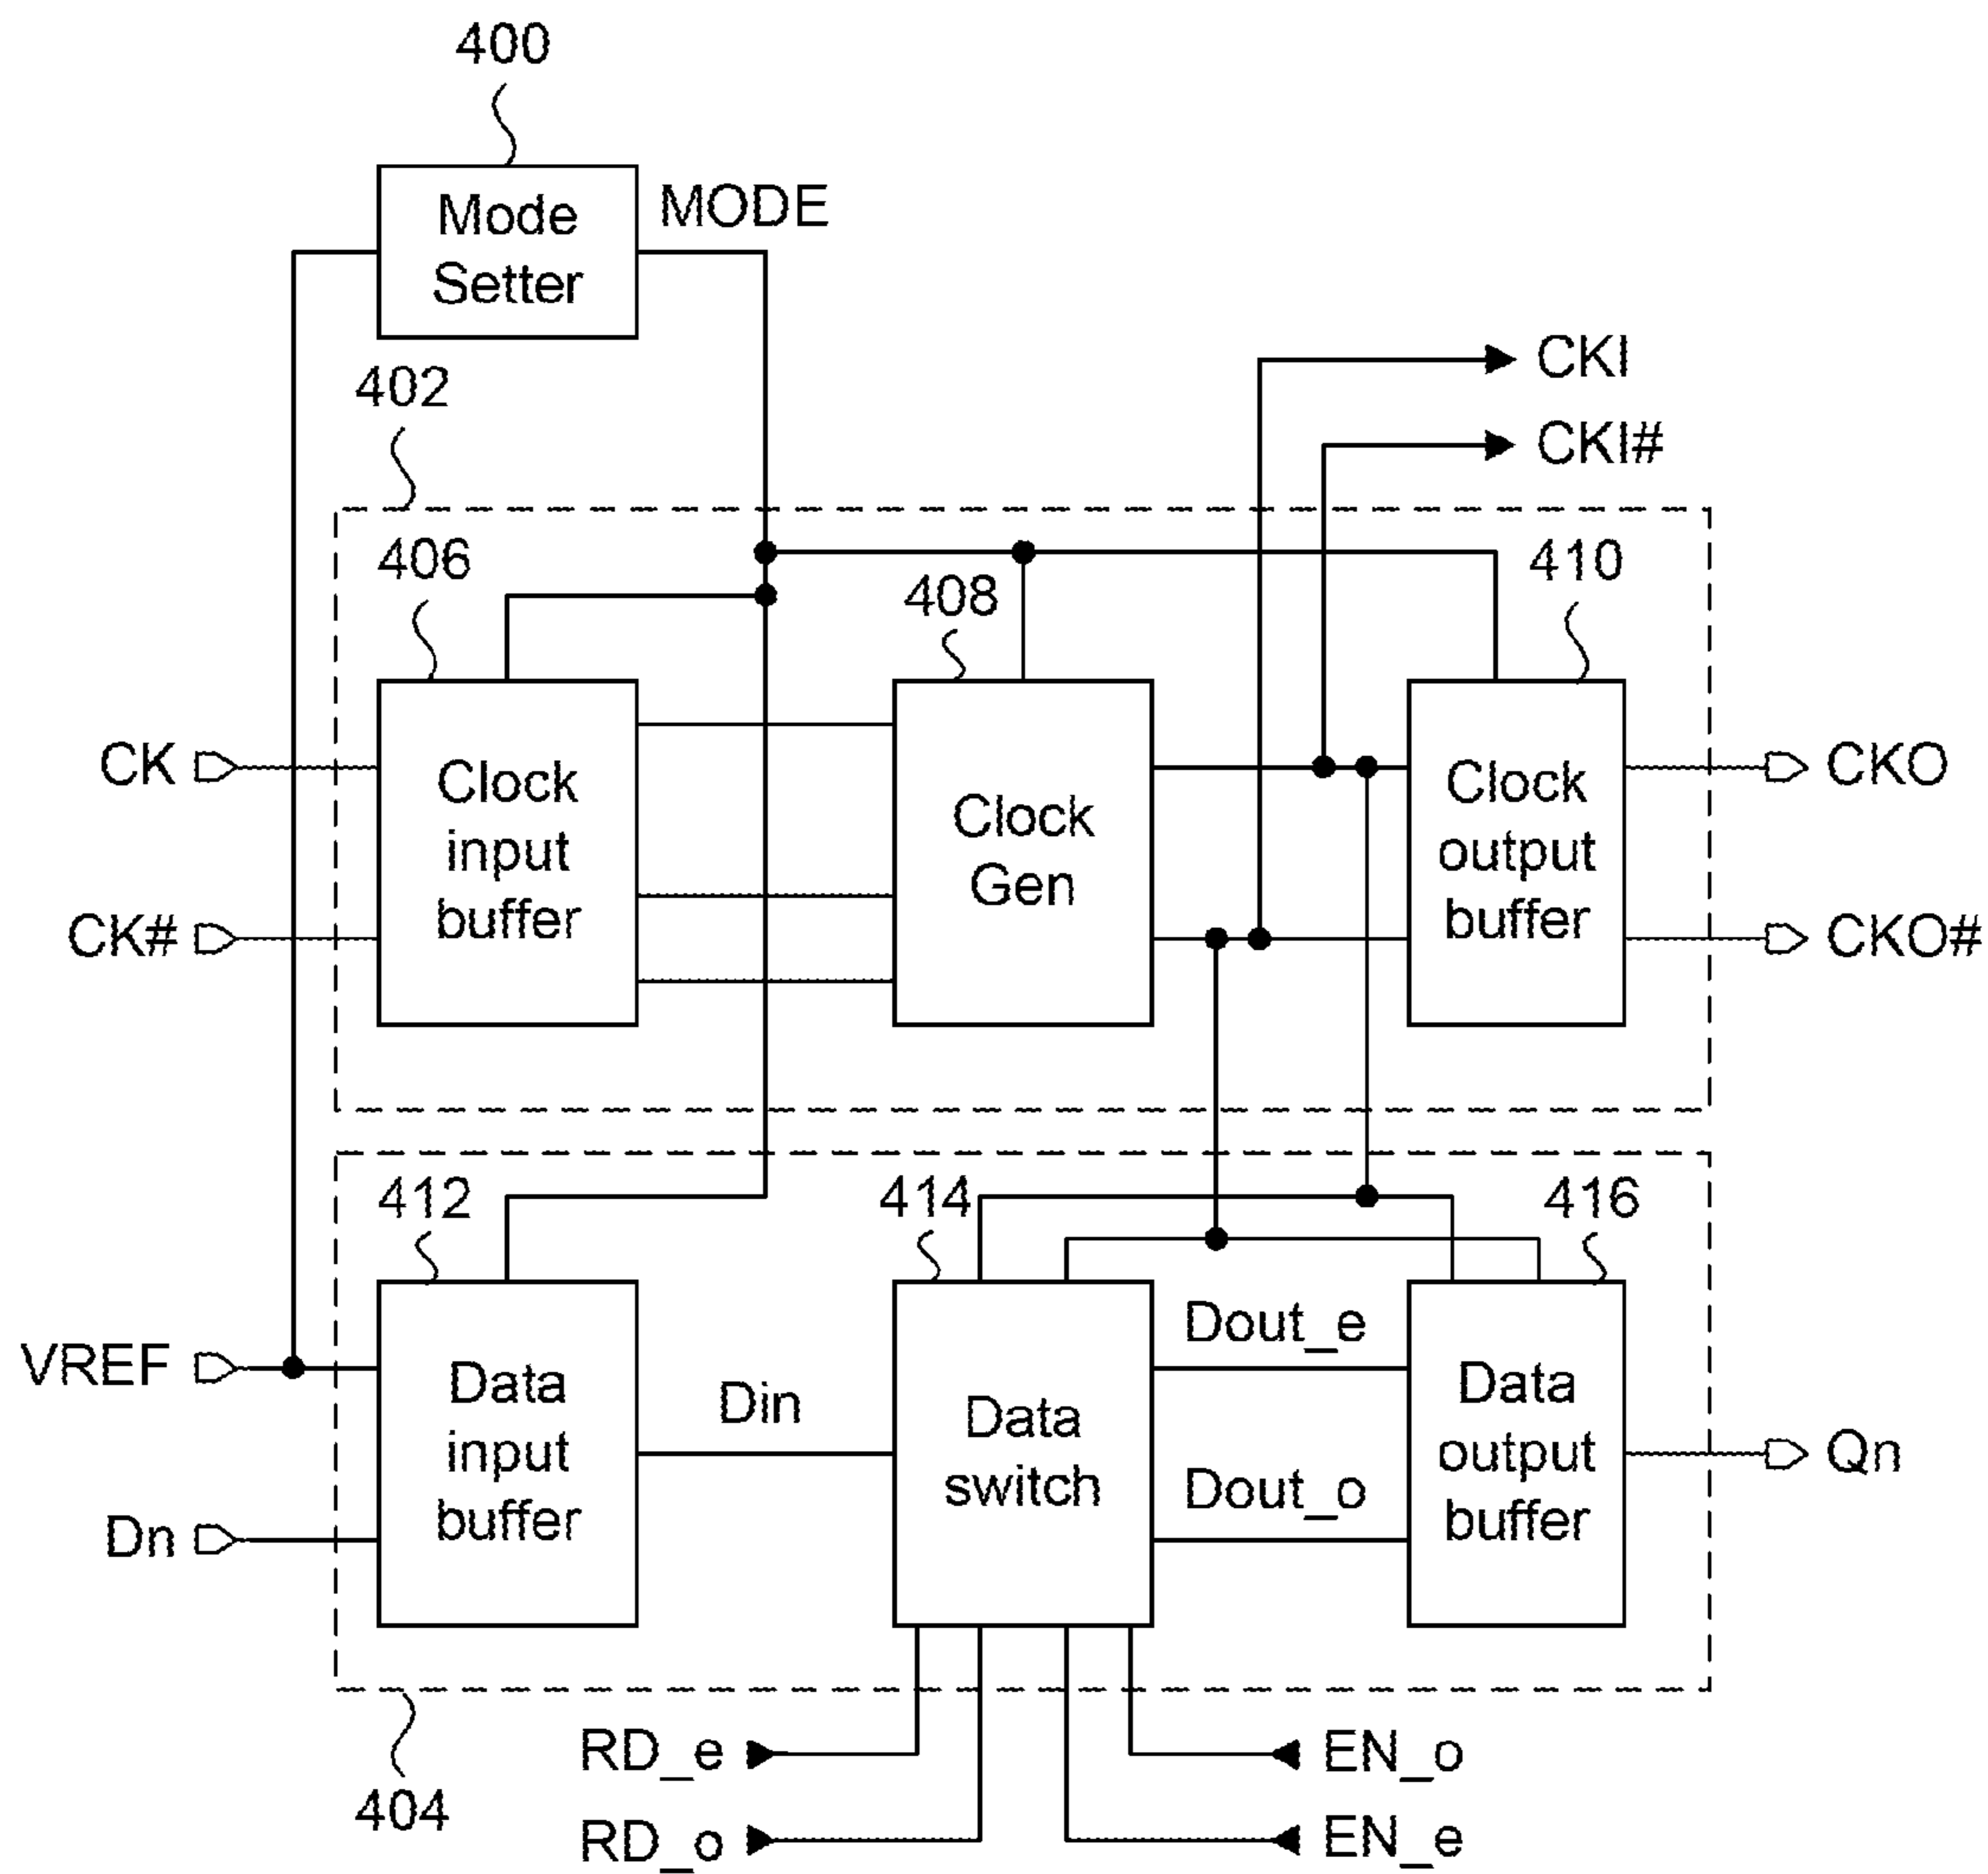 400
Mode
Setter
MODE
402
CKI
CKI#
406
408
410
CK
CK#
Clock
input
buffer
Clock
Gen
Clock
output
buffer
CKO
CKO#
412
414
416
VREF
Dn
Data
input
buffer
Din
Data
switch
Dout_e
Dout_o
Data
output
buffer
Qn
404
RD_e
RD_o
EN_o
EN_e